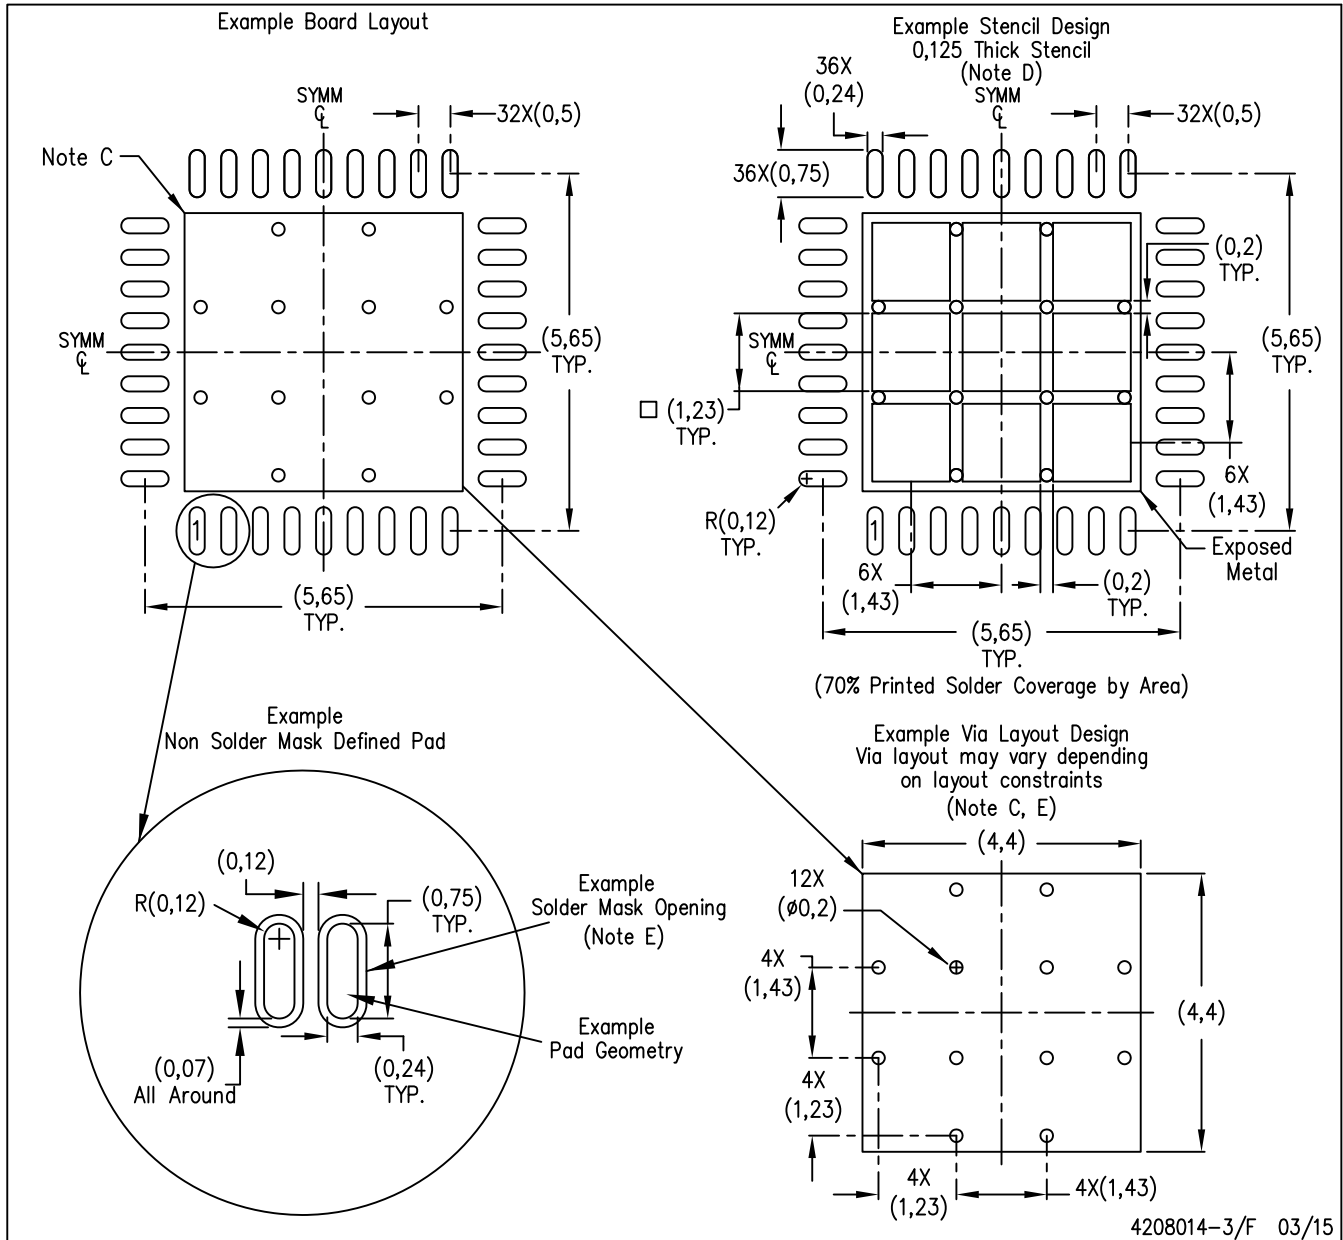 Example Board Layout
SYMM
℄
32X(0,5)
Note C
SYMM
℄
(5,65)
TYP.
1
(5,65)
TYP.
Example Stencil Design
0,125 Thick Stencil
(Note D)
36X
(0,24)
SYMM
℄
32X(0,5)
36X(0,75)
(0,2)
TYP.
SYMM
℄
(5,65)
TYP.
□ (1,23)
TYP.
6X
(1,43)
R(0,12)
TYP.
1
Exposed
Metal
6X
(1,43)
(0,2)
TYP.
(5,65)
TYP.
(70% Printed Solder Coverage by Area)
Example
Non Solder Mask Defined Pad
(0,12)
R(0,12)
(0,75)
TYP.
Example
Solder Mask Opening
(Note E)
Example
Pad Geometry
(0,07)
All Around
(0,24)
TYP.
Example Via Layout Design
Via layout may vary depending
on layout constraints
(Note C, E)
(4,4)
12X
(ø0,2)
4X
(1,43)
(4,4)
4X
(1,23)
4X
(1,23)
4X(1,43)
4208014-3/F 03/15